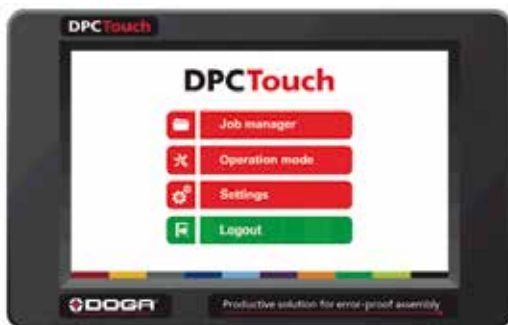 DPCTouch
DPCTouch
Job manager
Operation mode
Settings
Logout
DOGA
Productive solution for error-proof assembly